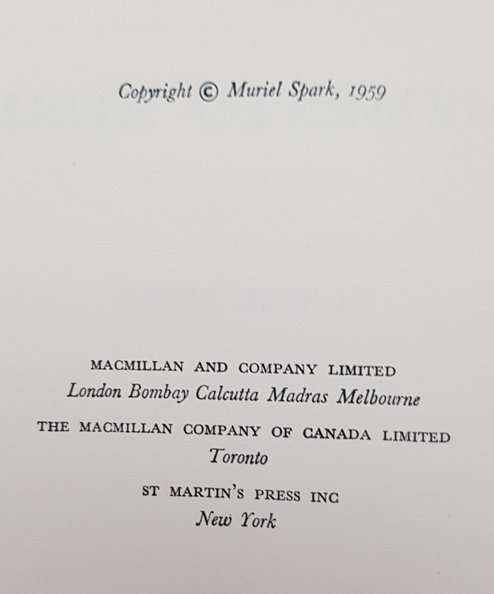 Copyright © Muriel Spark, 1959
MACMILLAN AND COMPANY LIMITED
London Bombay Calcutta Madras Melbourne
THE MACMILLAN COMPANY OF CANADA LIMITED
Toronto
ST MARTIN'S PRESS INC
New York